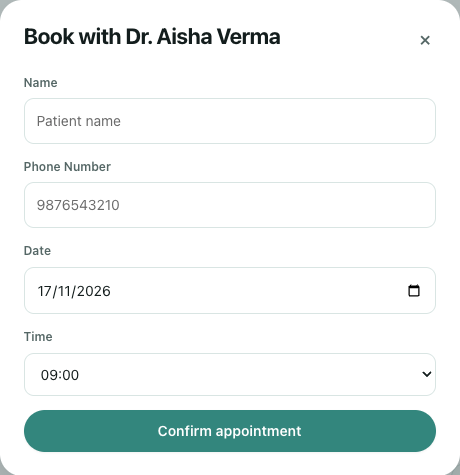 Book with Dr. Aisha Verma
×
Name
Patient name
Phone Number
9876543210
Date
17/11/2026
Time
09:00
Confirm appointment